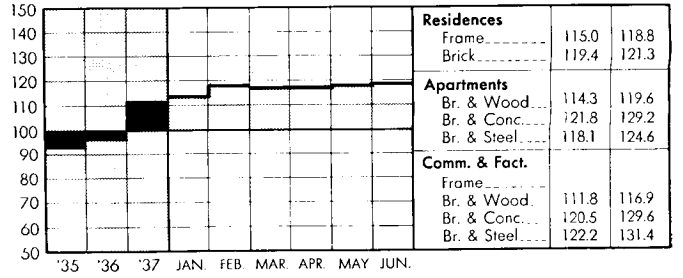 150
140
130
120
110
100
90
80
70
60
50
'35 '36 '37 JAN. FEB. MAR. APR. MAY JUN.
Residences
Frame 115.0 118.8
Brick 119.4 121.3
Apartments
Br. & Wood 114.3 119.6
Br. & Conc. 121.8 129.2
Br. & Steel 118.1 124.6
Comm. & Fact.
Frame
Br. & Wood 111.8 116.9
Br. & Conc. 120.5 129.6
Br. & Steel 122.2 131.4